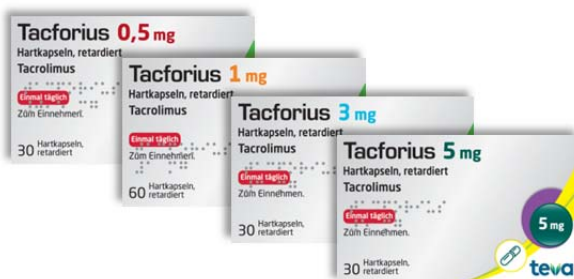 Tacforius 0,5 mg
Hartkapseln, retardiert
Tacrolimus
Einmal täglich
Zum Einnehmen.
30 Hartkapseln, retardiert
Tacforius 1 mg
Hartkapseln, retardiert
Tacrolimus
Einmal täglich
Zum Einnehmen.
60 Hartkapseln, retardiert
Tacforius 3 mg
Hartkapseln, retardiert
Tacrolimus
Einmal täglich
Zum Einnehmen.
30 Hartkapseln, retardiert
Tacforius 5 mg
Hartkapseln, retardiert
Tacrolimus
Einmal täglich
Zum Einnehmen.
30 Hartkapseln, retardiert
5 mg
teva